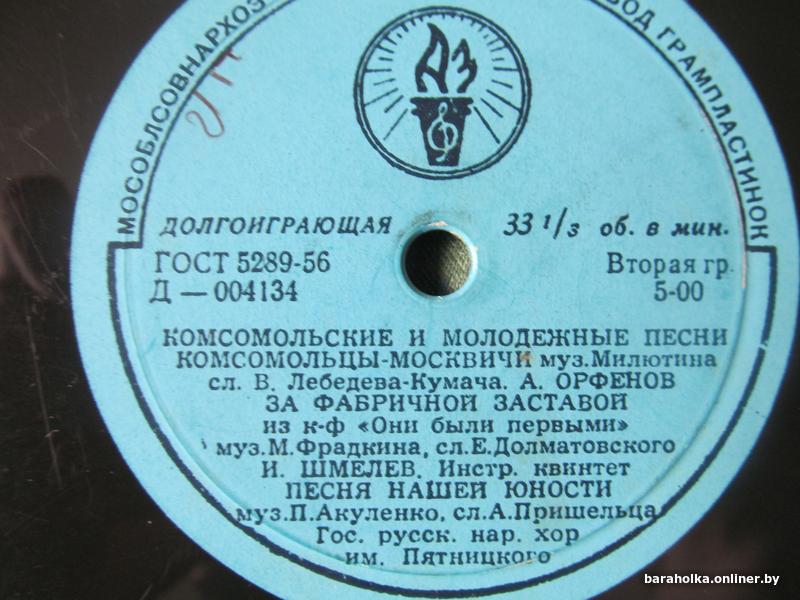 МОСОБЛСОВНАРХОЗ
ВОД ГРАМПЛАСТИНОК
АЗ
ДОЛГОИГРАЮЩАЯ 33 1/3 об. в мин.
ГОСТ 5289-56 Вторая гр.
Д — 004134 5-00
КОМСОМОЛЬСКИЕ И МОЛОДЕЖНЫЕ ПЕСНИ
КОМСОМОЛЬЦЫ-МОСКВИЧИ муз.Милютина
сл. В. Лебедева-Кумача. А. ОРФЕНОВ
ЗА ФАБРИЧНОЙ ЗАСТАВОЙ
из к-ф «Они были первыми»
муз.М.Фрадкина, сл.Е.Долматовского
И. ШМЕЛЕВ. Инстр. квинтет
ПЕСНЯ НАШЕЙ ЮНОСТИ
муз.П.Акуленко, сл.А.Пришельца
Гос. русск. нар. хор
им. Пятницкого
baraholka.onliner.by